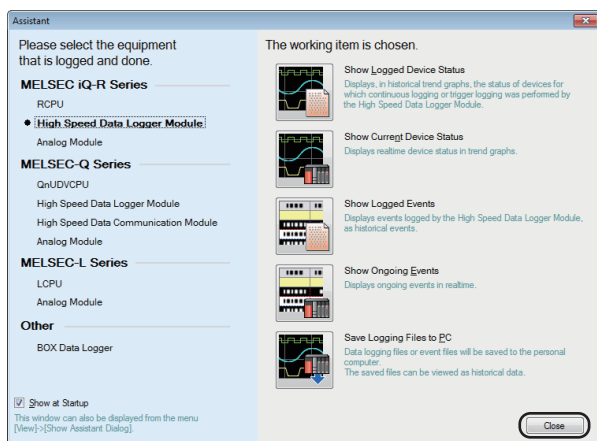 Assistant
Please select the equipment
that is logged and done.
MELSEC iQ-R Series
RCPU
High Speed Data Logger Module
Analog Module
MELSEC-Q Series
QnUDVCPU
High Speed Data Logger Module
High Speed Data Communication Module
Analog Module
MELSEC-L Series
LCPU
Analog Module
Other
BOX Data Logger
Show at Startup
This window can also be displayed from the menu
[View]->[Show Assistant Dialog].
The working item is chosen.
Show Logged Device Status
Displays, in historical trend graphs, the status of devices for
which continuous logging or trigger logging was performed by
the High Speed Data Logger Module.
Show Current Device Status
Displays realtime device status in trend graphs.
Show Logged Events
Displays events logged by the High Speed Data Logger Module,
as historical events.
Show Ongoing Events
Displays ongoing events in realtime.
Save Logging Files to PC
Data logging files or event files will be saved to the personal
computer.
The saved files can be viewed as historical data.
Close